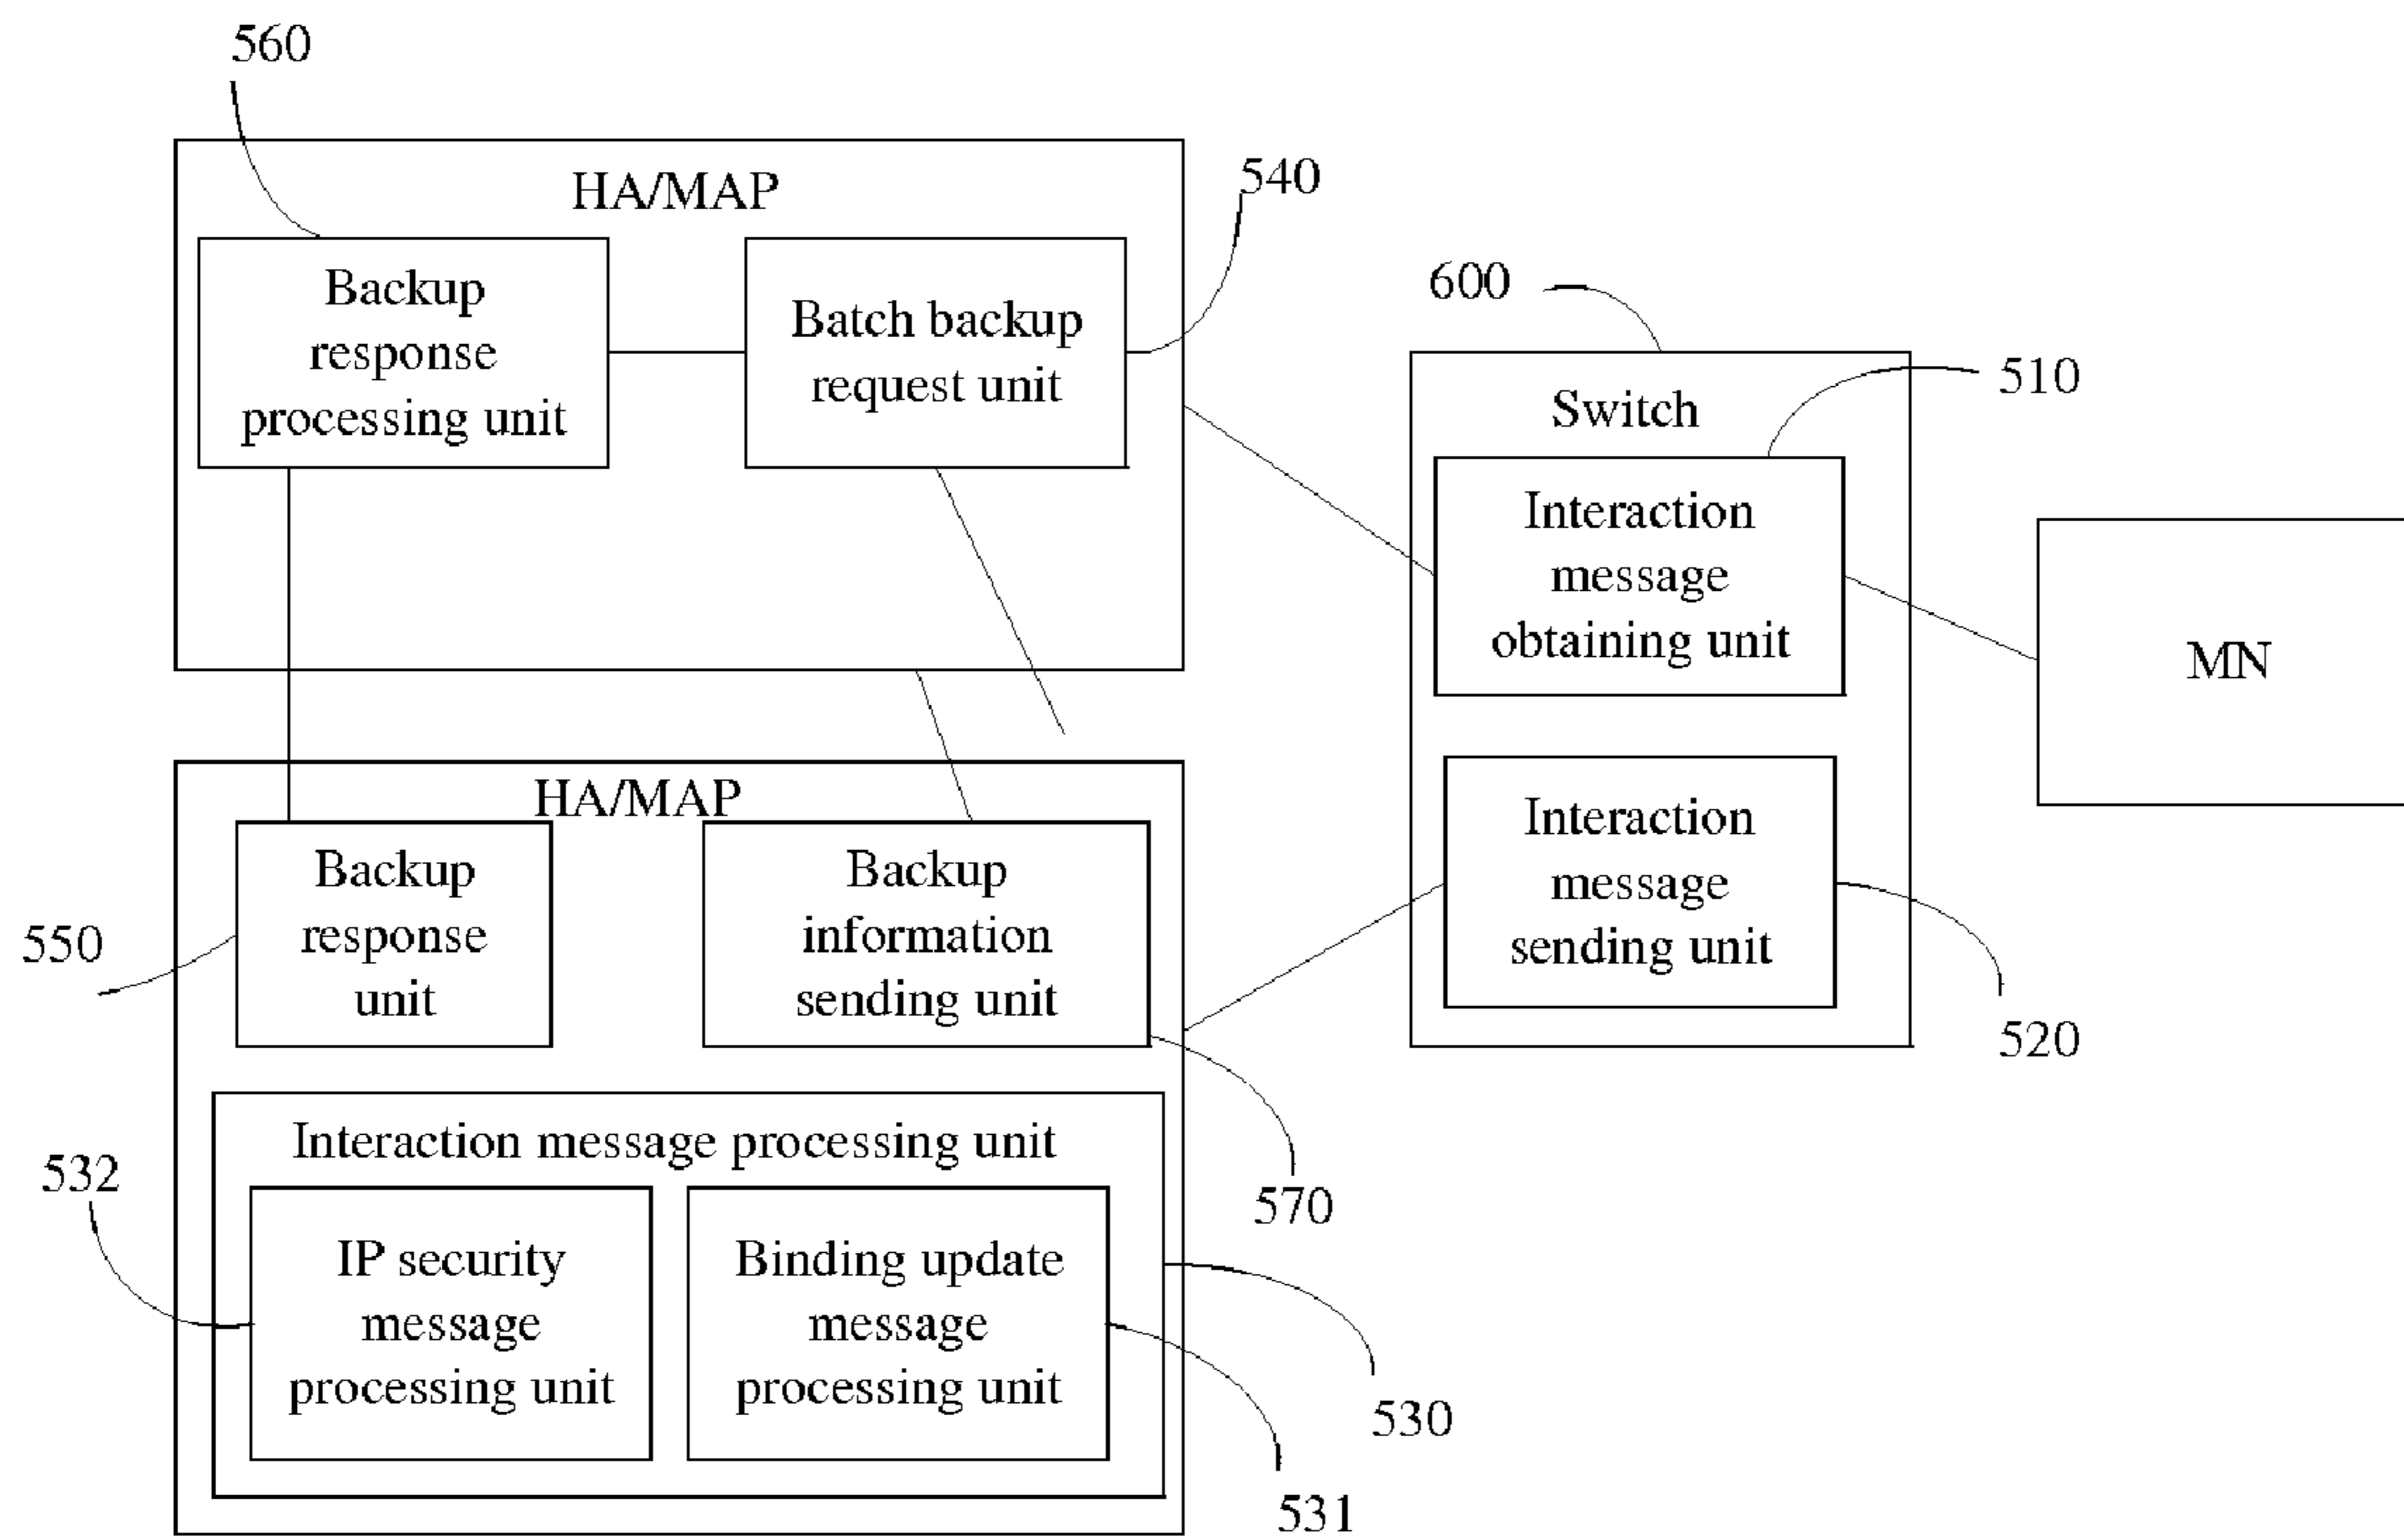 560
HA/MAP
540
Backup
response
processing unit
Batch backup
request unit
600
510
Switch
Interaction
message
obtaining unit
MN
HA/MAP
Backup
response
unit
Backup
information
sending unit
Interaction
message
sending unit
550
520
570
Interaction message processing unit
532
IP security
message
processing unit
Binding update
message
processing unit
530
531